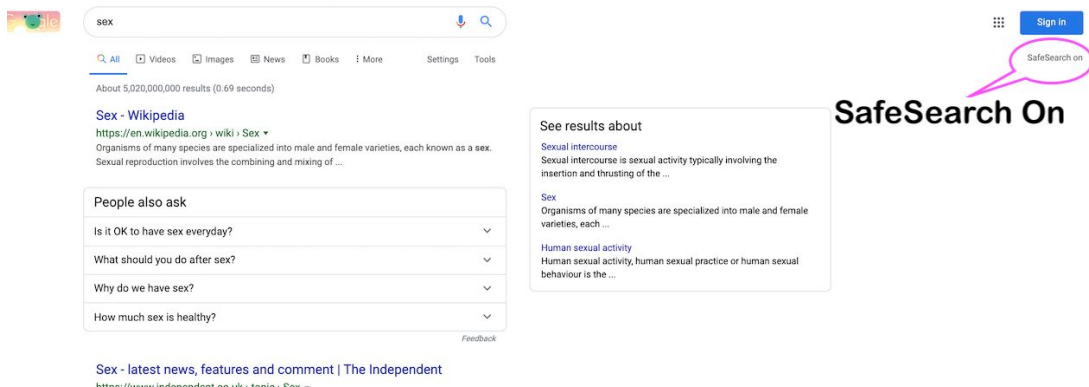 sex
Sign in
All Videos Images News Books More Settings Tools
SafeSearch on
About 5,020,000,000 results (0.69 seconds)
SafeSearch On
Sex - Wikipedia
https://en.wikipedia.org › wiki › Sex
Organisms of many species are specialized into male and female varieties, each known as a sex.
Sexual reproduction involves the combining and mixing of ...
People also ask
Is it OK to have sex everyday?
What should you do after sex?
Why do we have sex?
How much sex is healthy?
Feedback
See results about
Sexual intercourse
Sexual intercourse is sexual activity typically involving the
insertion and thrusting of the ...
Sex
Organisms of many species are specialized into male and female
varieties, each ...
Human sexual activity
Human sexual activity, human sexual practice or human sexual
behaviour is the ...
Sex - latest news, features and comment | The Independent
https://www.independent.co.uk › topic › Sex